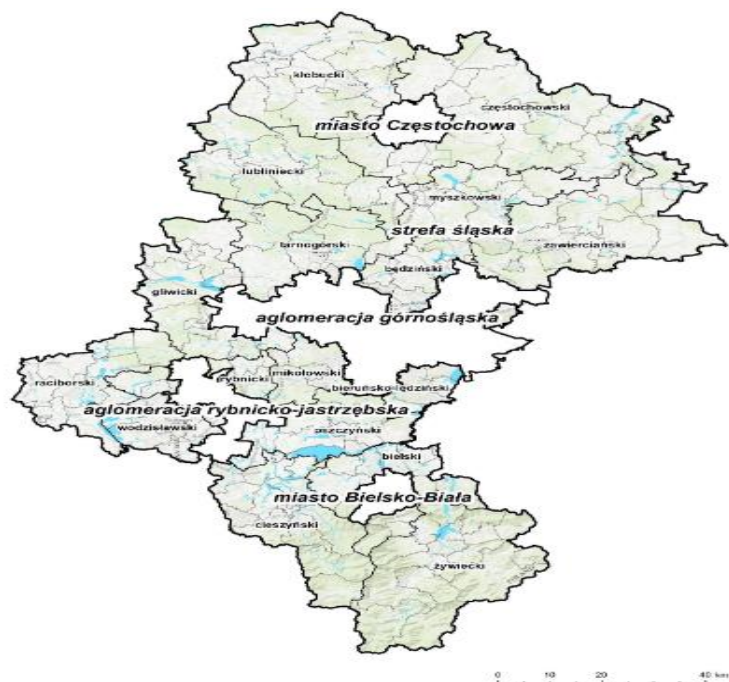 kłobucki
częstochowski
miasto Częstochowa
lubliniecki
myszkowski
strefa śląska
tarnogórski
zawierciański
będziński
gliwicki
aglomeracja górnośląska
rybnicki
mikołowski
raciborski
bieruńsko-lędziński
aglomeracja rybnicko-jastrzębska
wodzisławski
pszczyński
bielski
miasto Bielsko-Biała
cieszyński
żywiecki
0 10 20 40 km